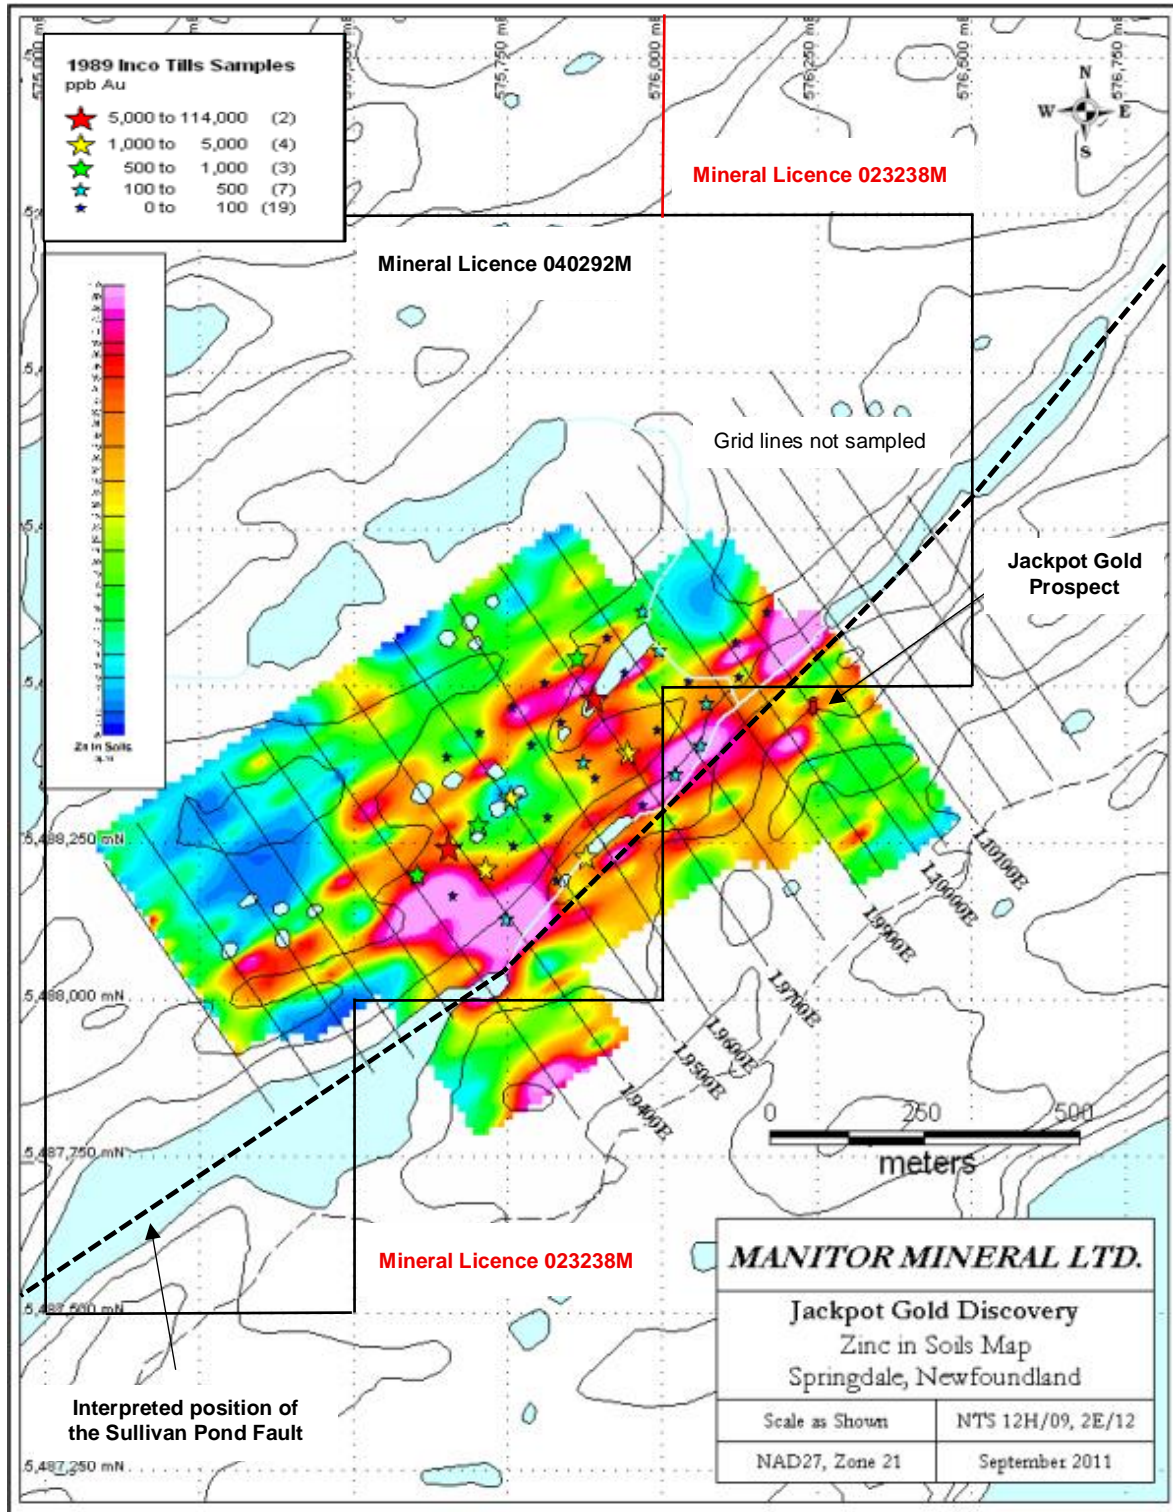 575,750 mE
576,000 mE
576,250 mE
576,500 mE
576,750 mE
1989 Inco Tills Samples
ppb Au
5,000 to 114,000 (2)
1,000 to 5,000 (4)
500 to 1,000 (3)
100 to 500 (7)
0 to 100 (19)
N
W E
S
Mineral Licence 023238M
Mineral Licence 040292M
Grid lines not sampled
Jackpot Gold
Prospect
Zn In Soils
5,488,250 mN
L10100E
L10000E
L9900E
L9700E
L9600E
L9500E
L9400E
5,488,000 mN
0 250 500
meters
5,487,750 mN
Mineral Licence 023238M
5,487,500 mN
Interpreted position of
the Sullivan Pond Fault
5,487,250 mN
MANITOR MINERAL LTD.
Jackpot Gold Discovery
Zinc in Soils Map
Springdale, Newfoundland
Scale as Shown NTS 12H/09, 2E/12
NAD27, Zone 21 September 2011